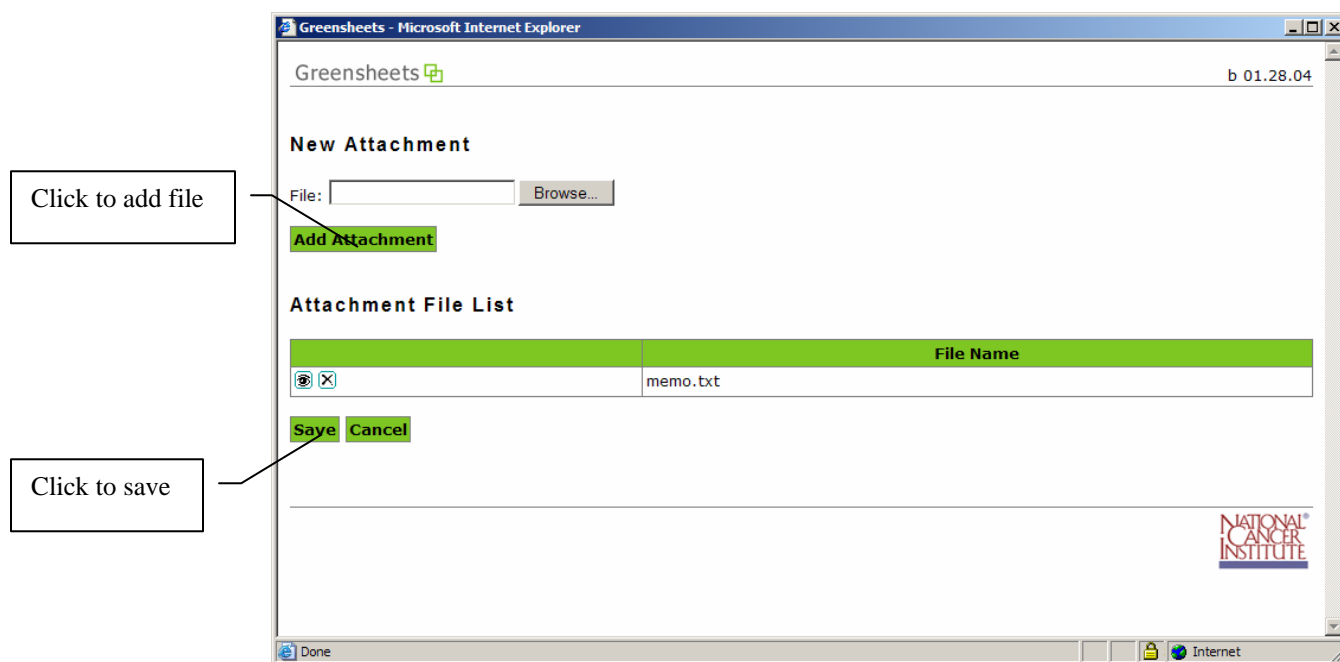 Greensheets - Microsoft Internet Explorer
Greensheets
b 01.28.04
New Attachment
Click to add file
File:
Browse...
Add Attachment
Attachment File List
File Name
memo.txt
Save Cancel
Click to save
NATIONAL®
CANCER
INSTITUTE
Done
Internet